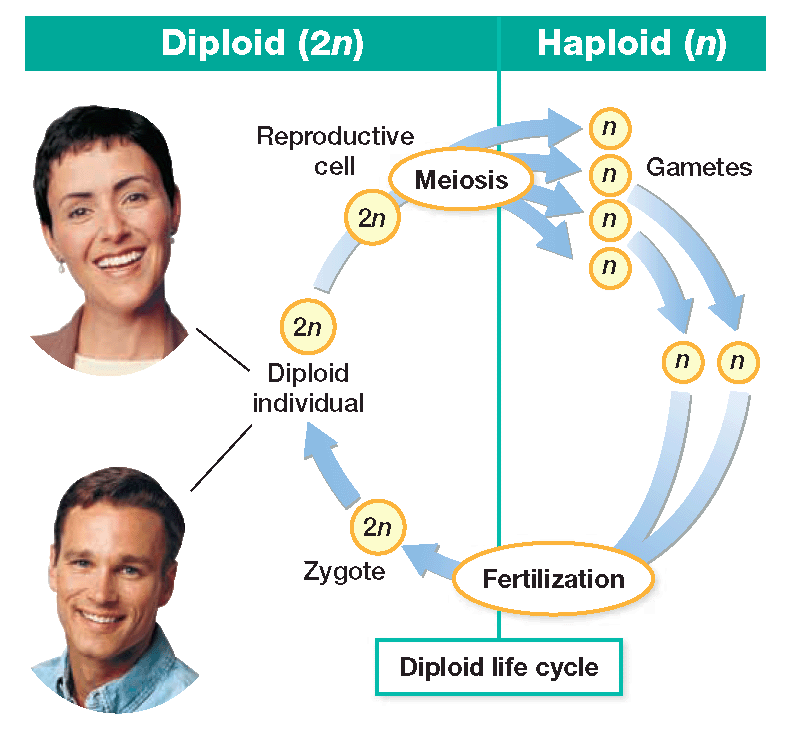 Diploid (2n)
Haploid (n)
Reproductive
cell
Meiosis
2n
n
n
n
n
Gametes
2n
Diploid
individual
n
n
2n
Zygote
Fertilization
Diploid life cycle